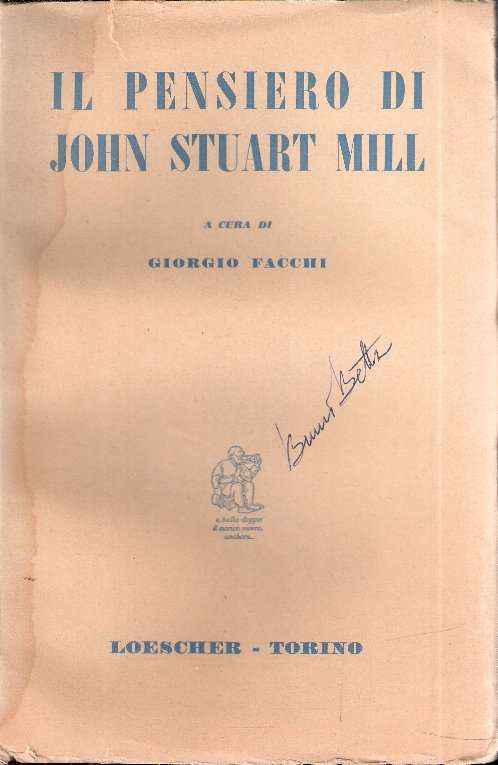 IL PENSIERO DI
JOHN STUART MILL
A CURA DI
GIORGIO FACCHI
LOESCHER - TORINO